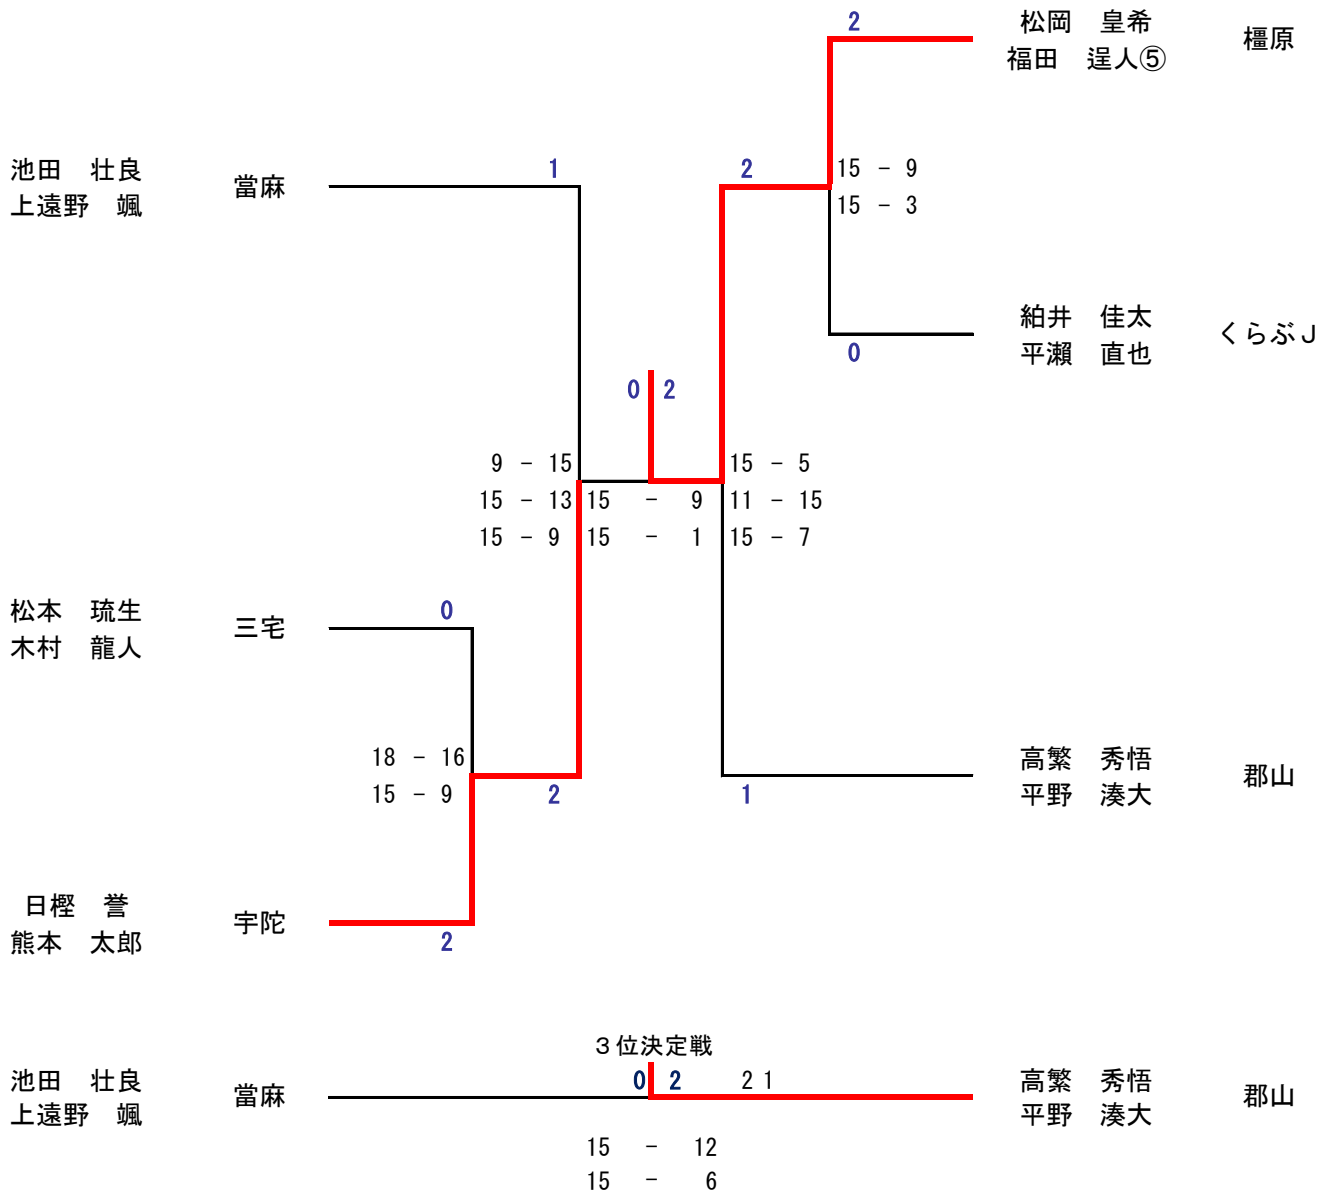 2
松岡　皇希
福田　逞人⑤
橿原
池田　壮良
上遠野　颯
當麻
1
2
15 - 9
15 - 3
0
紺井　佳太
平瀬　直也
くらぶＪ
0 2
9 - 15
15 - 13
15 - 9
15 - 9
15 - 1
15 - 5
11 - 15
15 - 7
松本　琉生
木村　龍人
三宅
0
18 - 16
15 - 9
2
1
高繁　秀悟
平野　湊大
郡山
日樫　誉
熊本　太郎
宇陀
2
３位決定戦
池田　壮良
上遠野　颯
當麻
0 2 21
高繁　秀悟
平野　湊大
郡山
15 - 12
15 - 6